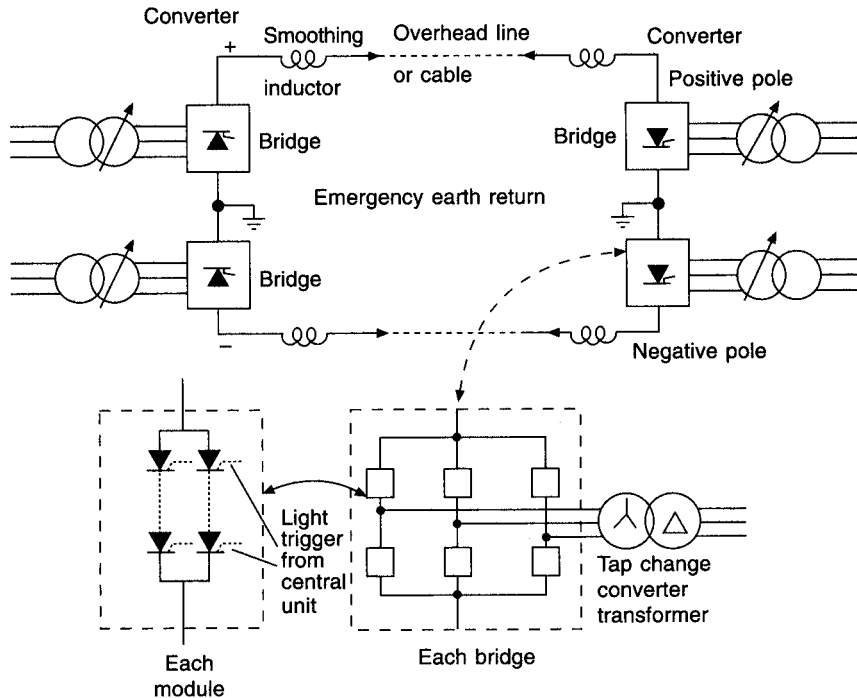 Converter
+
Smoothing
inductor
Overhead line
or cable
Converter
Positive pole
Bridge
Bridge
Emergency earth return
Bridge
–
Negative pole
Light
trigger
from
central
unit
Tap change
converter
transformer
Each
module
Each bridge